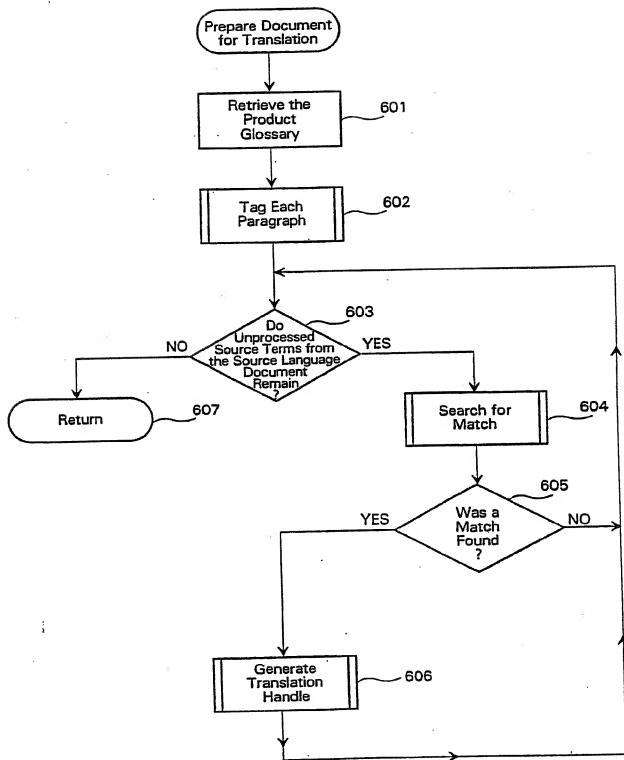 Prepare Document
for Translation
Retrieve the
Product
Glossary
601
Tag Each
Paragraph
602
603
Do
Unprocessed
Source Terms from
the Source Language
Document
Remain
?
NO
YES
Return
607
Search for
Match
604
605
Was a
Match
Found
?
YES
NO
Generate
Translation
Handle
606